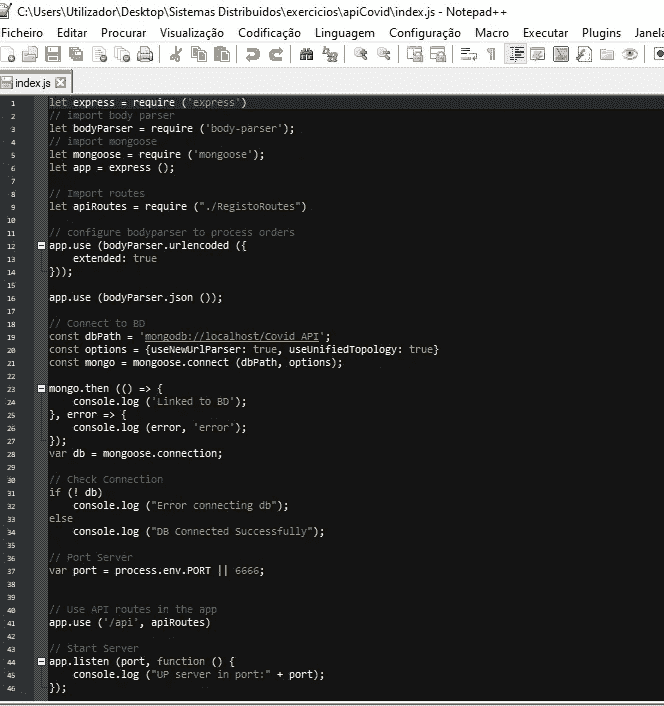 C:\Users\Utilizador\Desktop\Sistemas Distribuidos\exercicios\apiCovid\index.js - Notepad++
Ficheiro Editar Procurar Visualização Codificação Linguagem Configuração Macro Executar Plugins Janela
index.js
1 let express = require ('express')
2 // import body parser
3 let bodyParser = require ('body-parser');
4 // import mongoose
5 let mongoose = require ('mongoose');
6 let app = express ();
7
8 // Import routes
9 let apiRoutes = require ("./RegistoRoutes")
10
11 // configure bodyparser to process orders
12 app.use (bodyParser.urlencoded ({
13 extended: true
14 }));
15
16 app.use (bodyParser.json ());
17
18 // Connect to BD
19 const dbPath = 'mongodb://localhost/Covid_API';
20 const options = {useNewUrlParser: true, useUnifiedTopology: true}
21 const mongo = mongoose.connect (dbPath, options);
22
23 mongo.then (() => {
24 console.log ('Linked to BD');
25 }, error => {
26 console.log (error, 'error');
27 });
28 var db = mongoose.connection;
29
30 // Check Connection
31 if (! db)
32 console.log ("Error connecting db");
33 else
34 console.log ("DB Connected Successfully");
35
36 // Port Server
37 var port = process.env.PORT || 6666;
38
39
40 // Use API routes in the app
41 app.use ('/api', apiRoutes)
42
43 // Start Server
44 app.listen (port, function () {
45 console.log ("UP server in port:" + port);
46 });